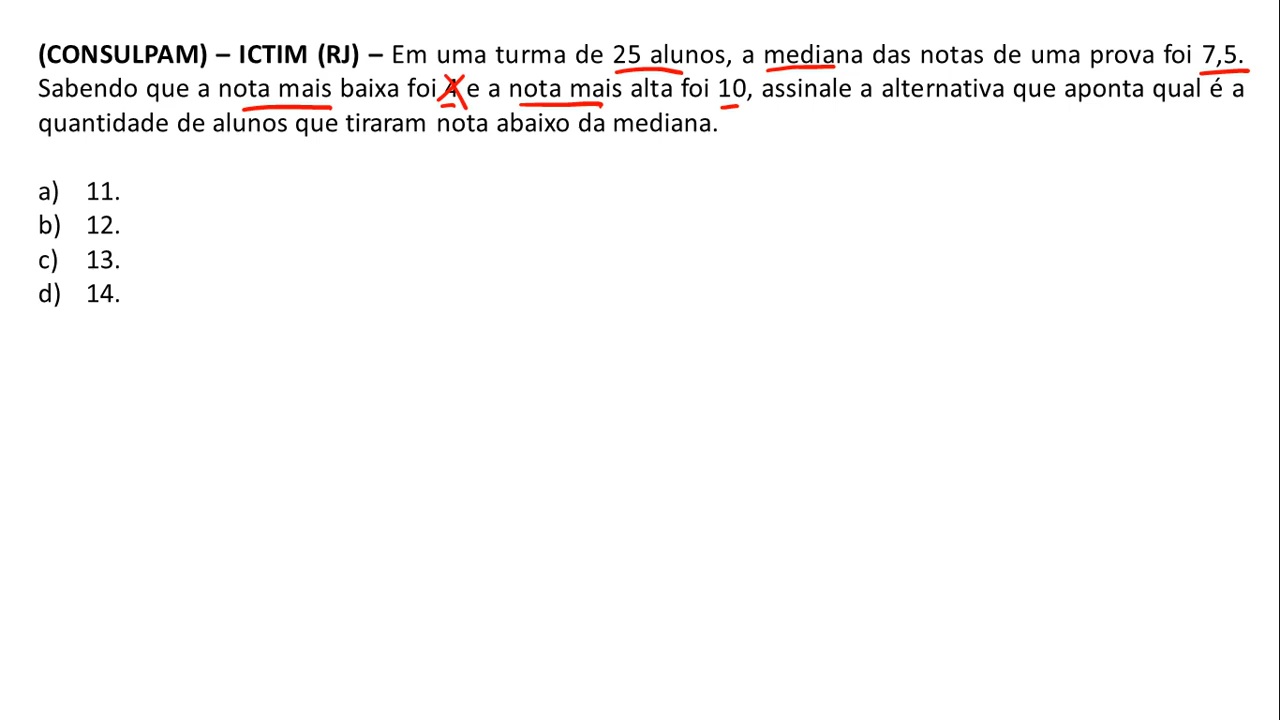 (CONSULPAM) – ICTIM (RJ) – Em uma turma de 25 alunos, a mediana das notas de uma prova foi 7,5.
Sabendo que a nota mais baixa foi 4 e a nota mais alta foi 10, assinale a alternativa que aponta qual é a
quantidade de alunos que tiraram nota abaixo da mediana.
a) 11.
b) 12.
c) 13.
d) 14.